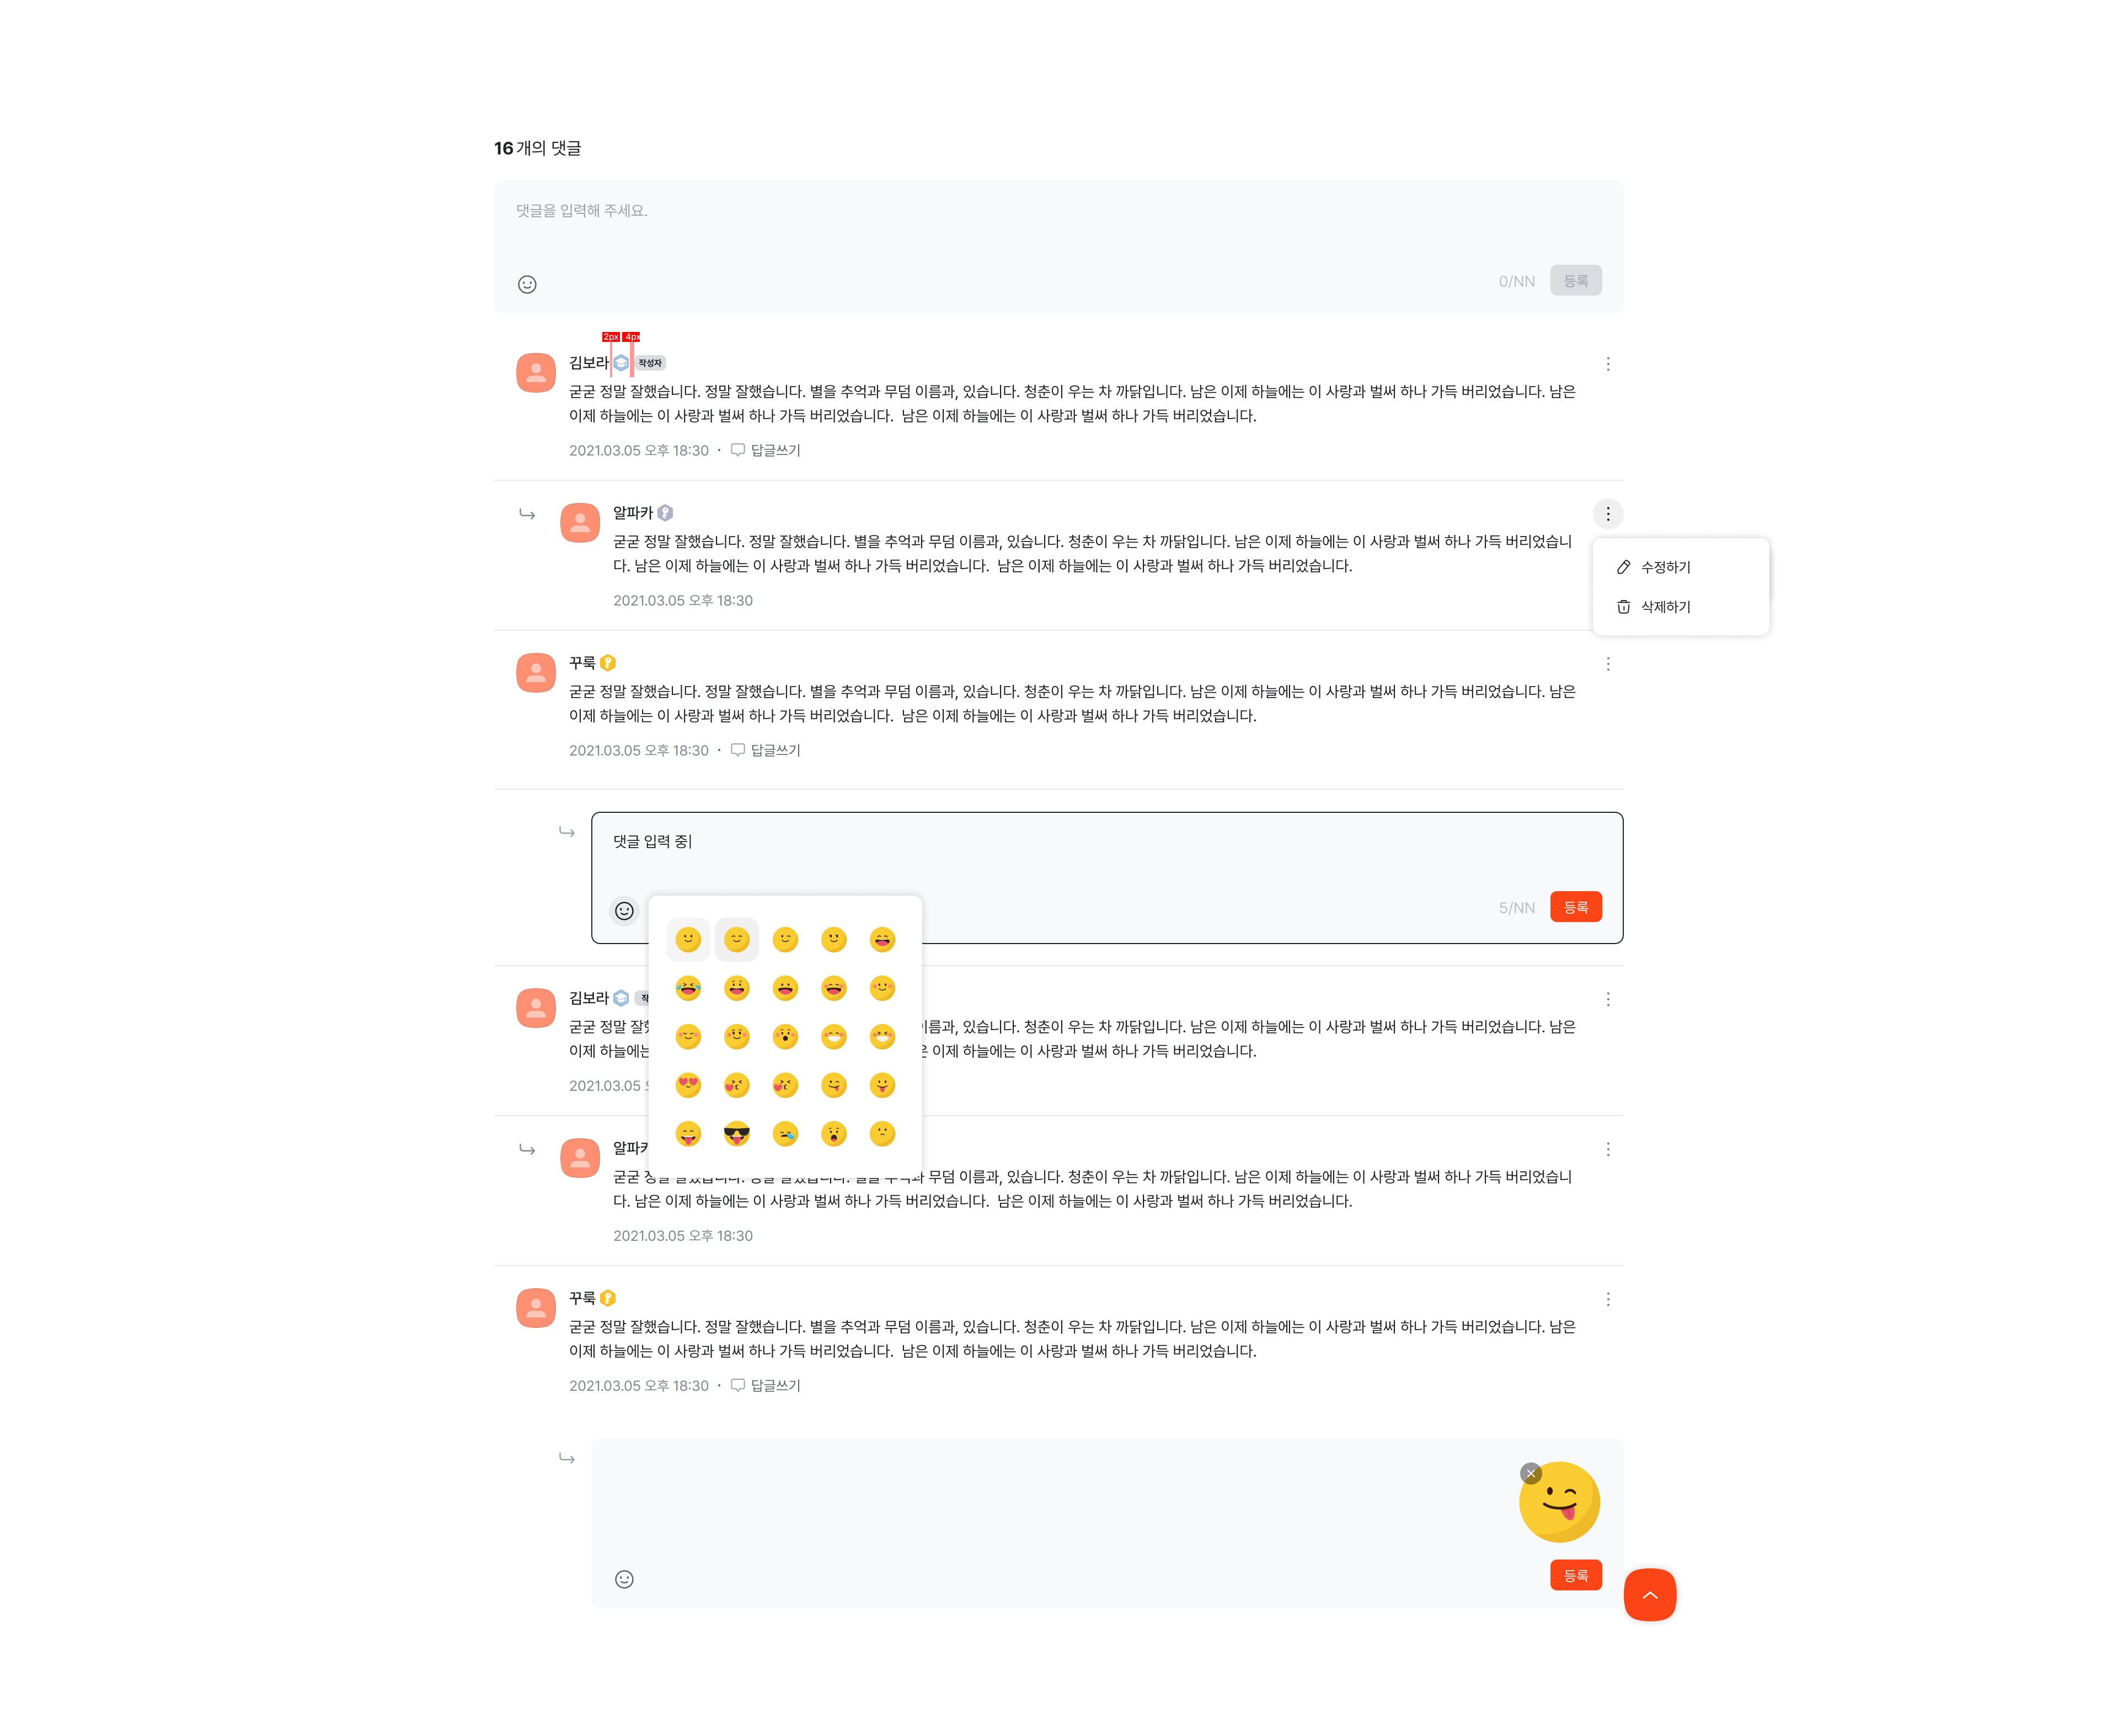 16 개의 댓글
댓글을 입력해 주세요.
0/NN 등록
2px 4px
김보라 작성자
굳굳 정말 잘했습니다. 정말 잘했습니다. 별을 추억과 무덤 이름과, 있습니다. 청춘이 우는 차 까닭입니다. 남은 이제 하늘에는 이 사랑과 벌써 하나 가득 버리었습니다. 남은
이제 하늘에는 이 사랑과 벌써 하나 가득 버리었습니다.  남은 이제 하늘에는 이 사랑과 벌써 하나 가득 버리었습니다.
2021.03.05 오후 18:30 · 답글쓰기
알파카
굳굳 정말 잘했습니다. 정말 잘했습니다. 별을 추억과 무덤 이름과, 있습니다. 청춘이 우는 차 까닭입니다. 남은 이제 하늘에는 이 사랑과 벌써 하나 가득 버리었습니
다. 남은 이제 하늘에는 이 사랑과 벌써 하나 가득 버리었습니다.  남은 이제 하늘에는 이 사랑과 벌써 하나 가득 버리었습니다.
2021.03.05 오후 18:30
수정하기
삭제하기
꾸룩
굳굳 정말 잘했습니다. 정말 잘했습니다. 별을 추억과 무덤 이름과, 있습니다. 청춘이 우는 차 까닭입니다. 남은 이제 하늘에는 이 사랑과 벌써 하나 가득 버리었습니다. 남은
이제 하늘에는 이 사랑과 벌써 하나 가득 버리었습니다.  남은 이제 하늘에는 이 사랑과 벌써 하나 가득 버리었습니다.
2021.03.05 오후 18:30 · 답글쓰기
댓글 입력 중
5/NN 등록
김보라
굳굳 정말 이름과, 있습니다. 청춘이 우는 차 까닭입니다. 남은 이제 하늘에는 이 사랑과 벌써 하나 가득 버리었습니다. 남은
이제 하늘에는 이제 하늘에는 이 사랑과 벌써 하나 가득 버리었습니다.
2021.03.05
알파카
굳굳 정말 잘했습니다. 정말 잘했습니다. 별을 추억과 무덤 이름과, 있습니다. 청춘이 우는 차 까닭입니다. 남은 이제 하늘에는 이 사랑과 벌써 하나 가득 버리었습니
다. 남은 이제 하늘에는 이 사랑과 벌써 하나 가득 버리었습니다.  남은 이제 하늘에는 이 사랑과 벌써 하나 가득 버리었습니다.
2021.03.05 오후 18:30
꾸룩
굳굳 정말 잘했습니다. 정말 잘했습니다. 별을 추억과 무덤 이름과, 있습니다. 청춘이 우는 차 까닭입니다. 남은 이제 하늘에는 이 사랑과 벌써 하나 가득 버리었습니다. 남은
이제 하늘에는 이 사랑과 벌써 하나 가득 버리었습니다.  남은 이제 하늘에는 이 사랑과 벌써 하나 가득 버리었습니다.
2021.03.05 오후 18:30 · 답글쓰기
등록